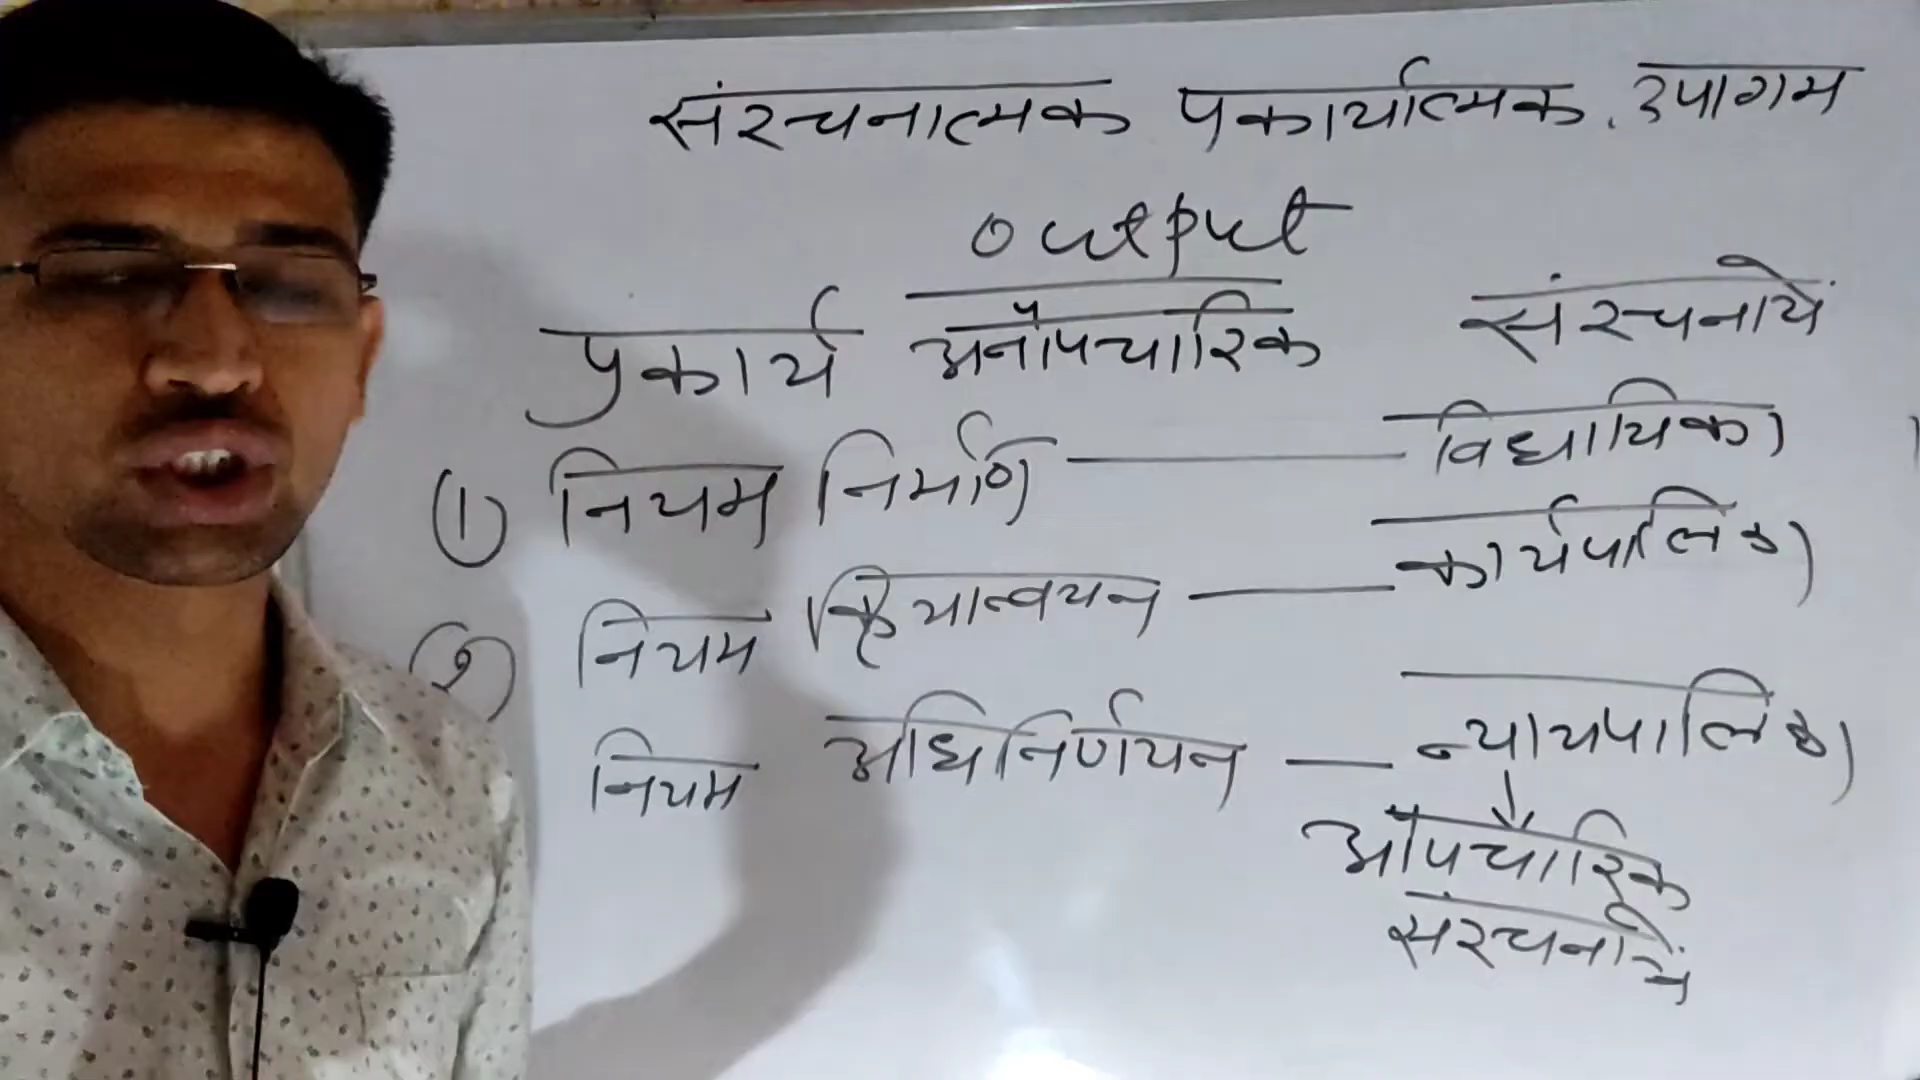 संरचनात्मक प्रकार्यात्मक उपागम
output
प्रकार्य अनौपचारिक संरचनायें
① नियम निर्माण — विधायिका
② नियम क्रियान्वयन — कार्यपालिका
नियम अधिनिर्णयन — न्यायपालिका
↓
औपचारिक
संरचनायें